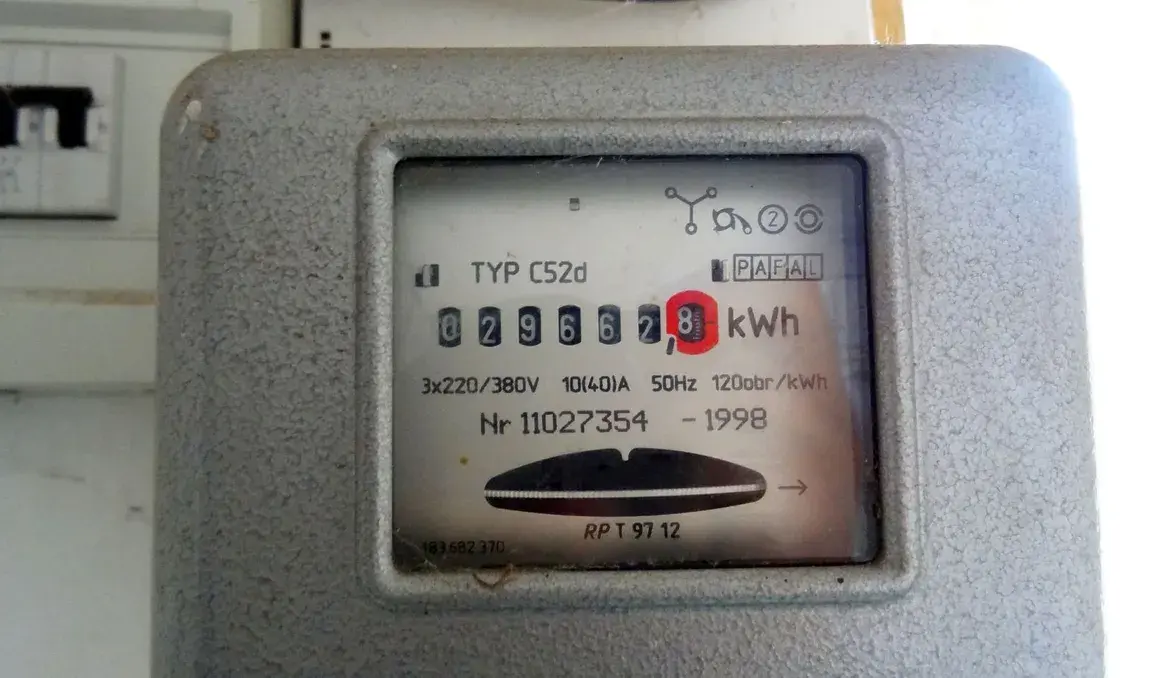 2
TYP C52d PAFAL
029662,8 kWh
3x220/380V 10(40)A 50Hz 120obr/kWh
Nr 11027354 - 1998
RP T 97 12
183.682.370